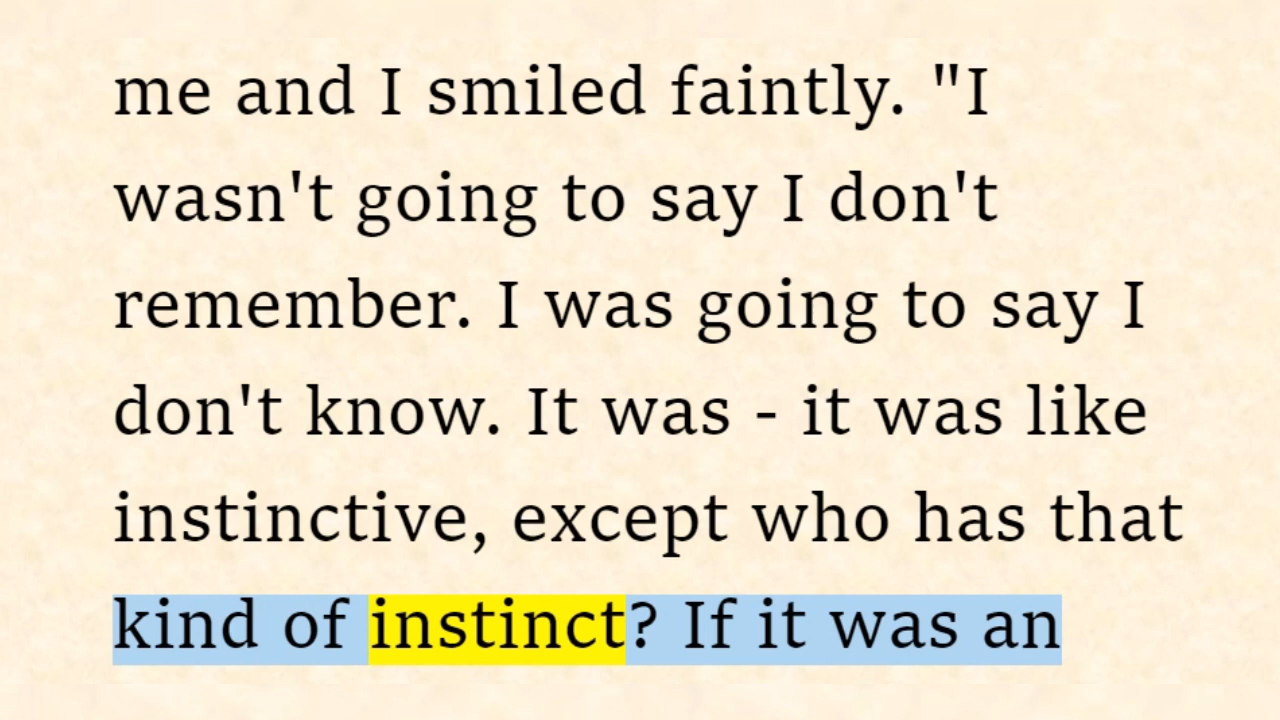 me and I smiled faintly. "I
wasn't going to say I don't
remember. I was going to say I
don't know. It was - it was like
instinctive, except who has that
kind of instinct? If it was an